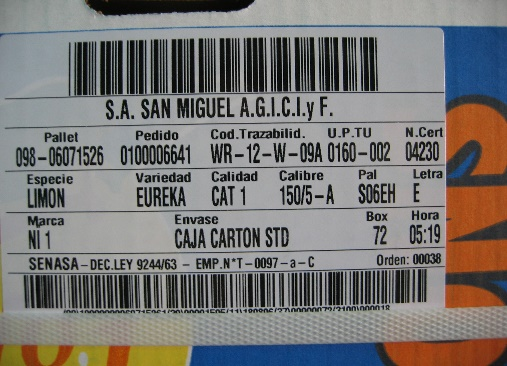 S.A. SAN MIGUEL A.G.I.C.I.y F.
Pallet Pedido Cod.Trazabilid. U.P.TU N.Cert
098-06071526 0100006641 WR-12-W-09A 0160-002 04230
Especie Variedad Calidad Calibre Pal Letra
LIMON EUREKA CAT 1 150/5-A S06EH E
Marca Envase Box Hora
NI 1 CAJA CARTON STD 72 05:19
SENASA-DEC.LEY 9244/63 - EMP.N*T-0097-a-C Orden: 00038